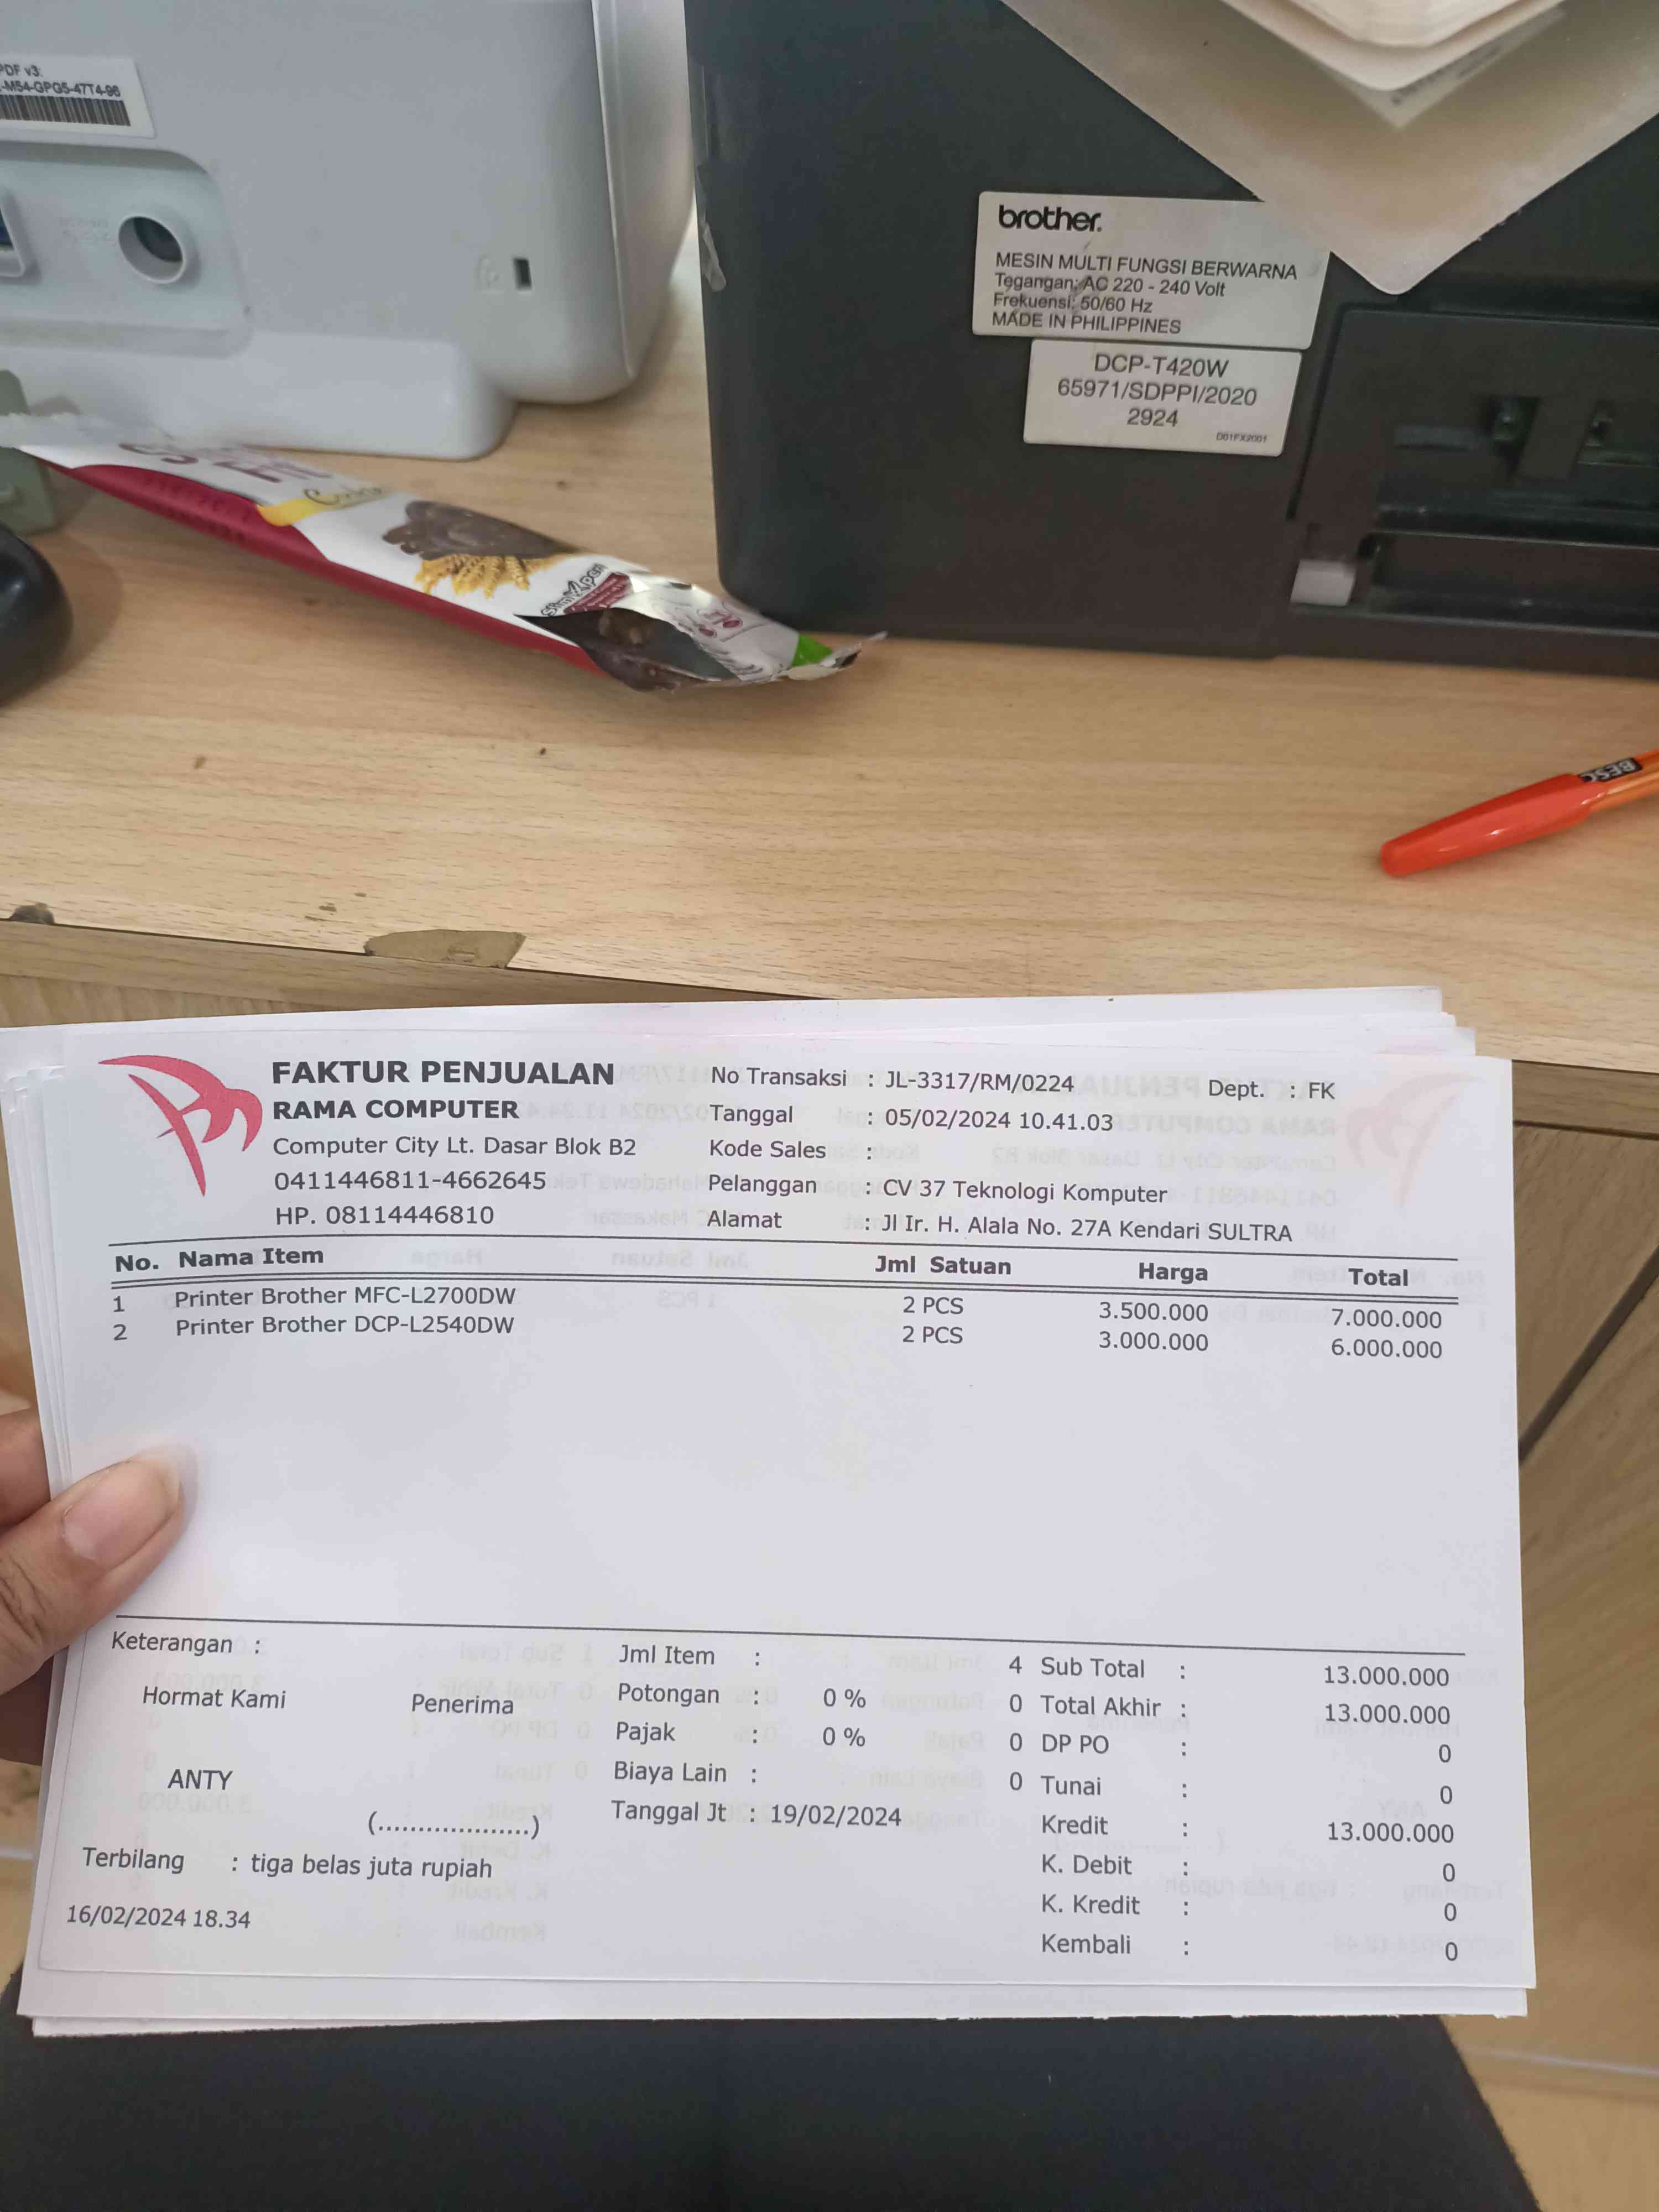 PDF v3:
-M54-GPG5-47T4-96
brother.
MESIN MULTI FUNGSI BERWARNA
Tegangan: AC 220 - 240 Volt
Frekuensi: 50/60 Hz
MADE IN PHILIPPINES
DCP-T420W
65971/SDPPI/2020
2924
D01FX2001
FAKTUR PENJUALAN
RAMA COMPUTER
Computer City Lt. Dasar Blok B2
0411446811-4662645
HP. 08114446810
No Transaksi : JL-3317/RM/0224 Dept. : FK
Tanggal : 05/02/2024 10.41.03
Kode Sales :
Pelanggan : CV 37 Teknologi Komputer
Alamat : Jl Ir. H. Alala No. 27A Kendari SULTRA
No. Nama Item Jml Satuan Harga Total
1 Printer Brother MFC-L2700DW 2 PCS 3.500.000 7.000.000
2 Printer Brother DCP-L2540DW 2 PCS 3.000.000 6.000.000
Keterangan :
Hormat Kami Penerima
ANTY
(...................)
Terbilang : tiga belas juta rupiah
16/02/2024 18.34
Jml Item : 4
Potongan : 0 % 0
Pajak : 0 % 0
Biaya Lain : 0
Tanggal Jt : 19/02/2024
Sub Total : 13.000.000
Total Akhir : 13.000.000
DP PO : 0
Tunai : 0
Kredit : 13.000.000
K. Debit : 0
K. Kredit : 0
Kembali : 0